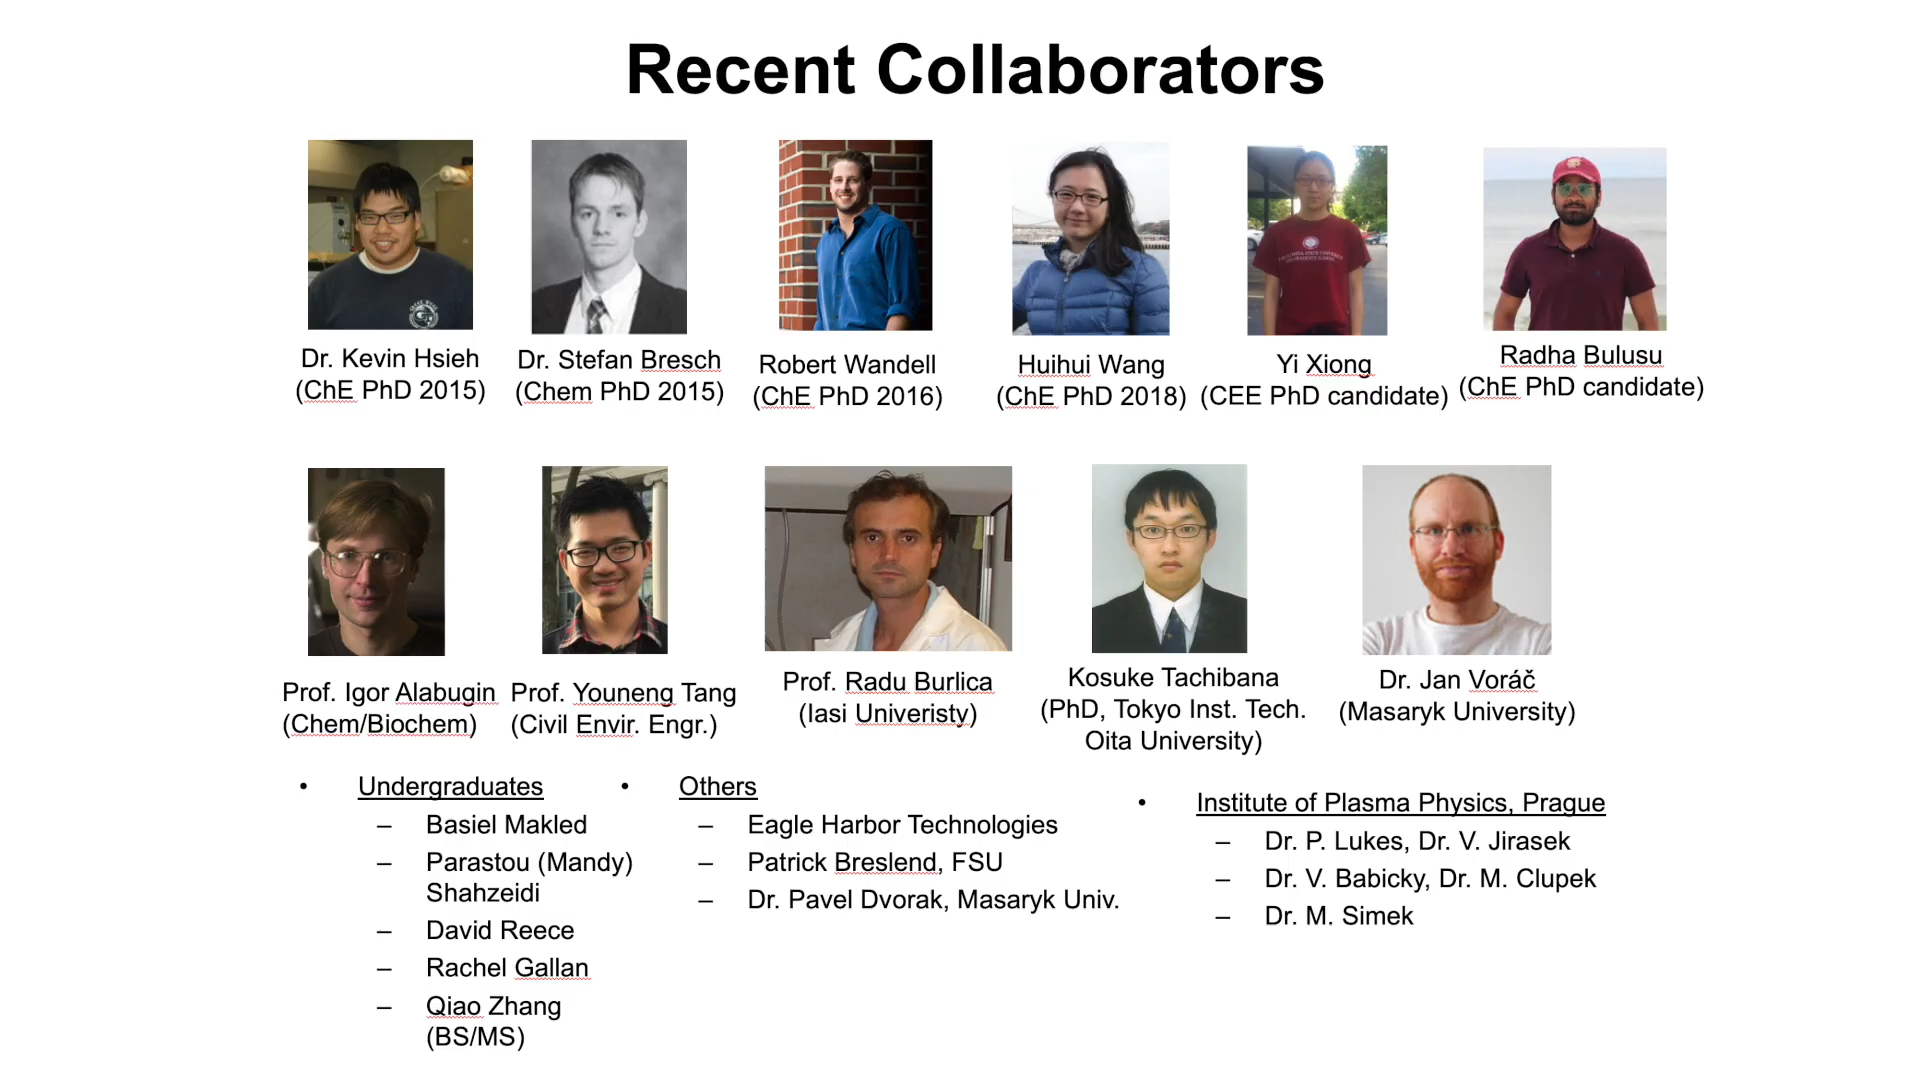 Recent Collaborators
Dr. Kevin Hsieh
(ChE PhD 2015)
Dr. Stefan Bresch
(Chem PhD 2015)
Robert Wandell
(ChE PhD 2016)
Huihui Wang
(ChE PhD 2018)
Yi Xiong
(CEE PhD candidate)
Radha Bulusu
(ChE PhD candidate)
Prof. Igor Alabugin
(Chem/Biochem)
Prof. Youneng Tang
(Civil Envir. Engr.)
Prof. Radu Burlica
(Iasi Univeristy)
Kosuke Tachibana
(PhD, Tokyo Inst. Tech.
Oita University)
Dr. Jan Voráč
(Masaryk University)
• Undergraduates
– Basiel Makled
– Parastou (Mandy)
Shahzeidi
– David Reece
– Rachel Gallan
– Qiao Zhang
(BS/MS)
• Others
– Eagle Harbor Technologies
– Patrick Breslend, FSU
– Dr. Pavel Dvorak, Masaryk Univ.
• Institute of Plasma Physics, Prague
– Dr. P. Lukes, Dr. V. Jirasek
– Dr. V. Babicky, Dr. M. Clupek
– Dr. M. Simek